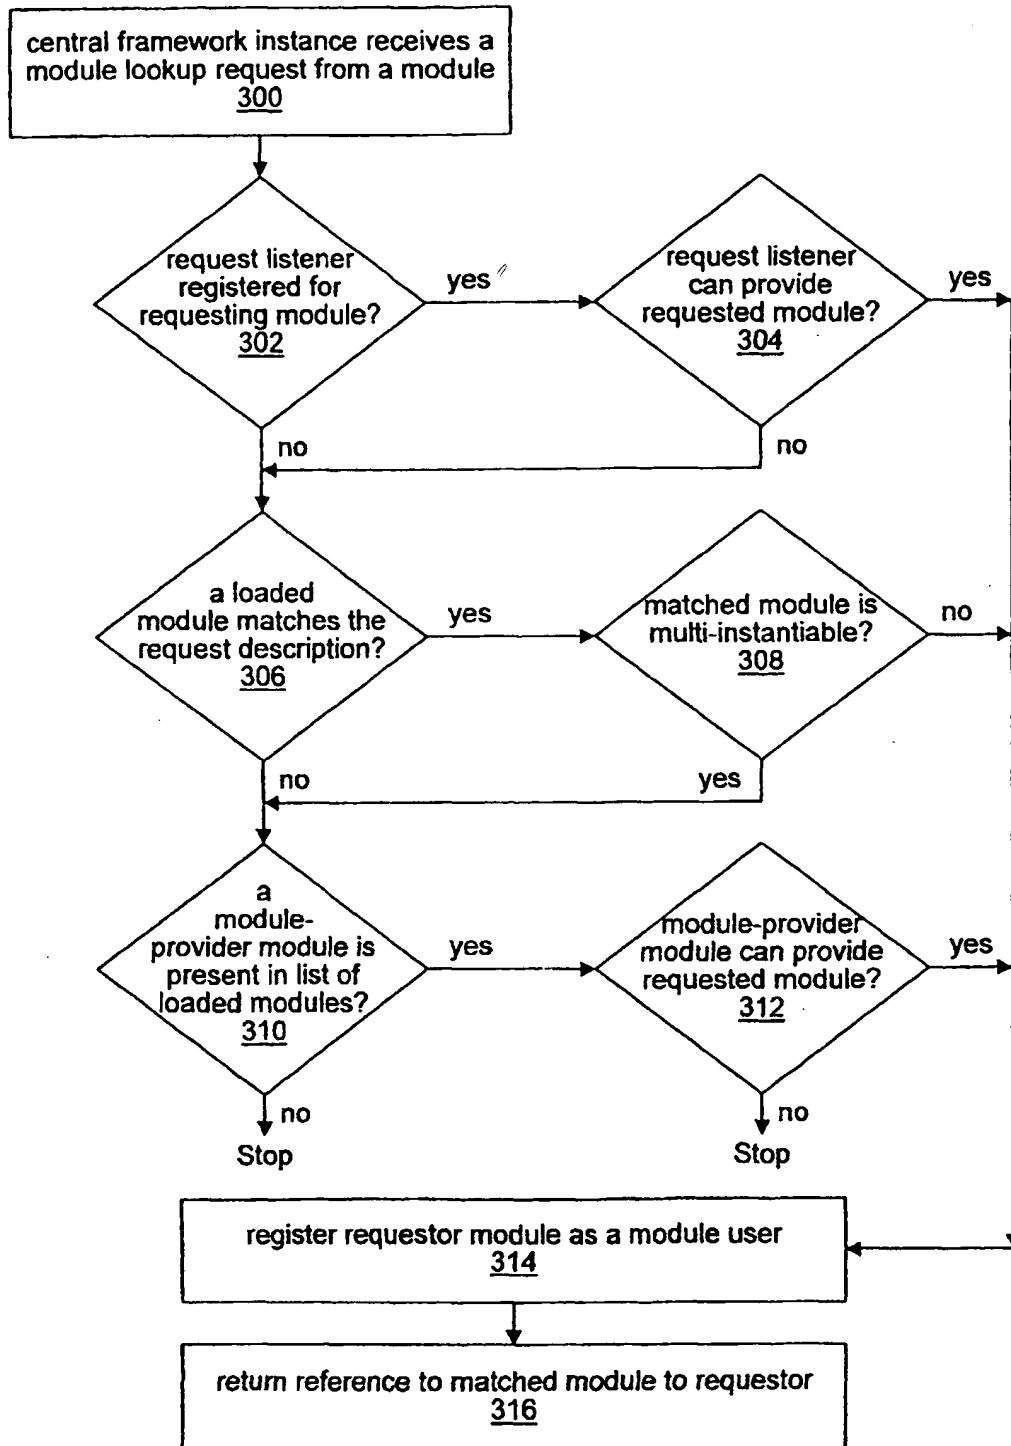 central framework instance receives a
module lookup request from a module
300
request listener
registered for
requesting module?
302
yes
request listener
can provide
requested module?
304
yes
no
no
a loaded
module matches the
request description?
306
yes
matched module is
multi-instantiable?
308
no
no
yes
a
module-
provider module is
present in list of
loaded modules?
310
yes
module-provider
module can provide
requested module?
312
yes
no
Stop
no
Stop
register requestor module as a module user
314
return reference to matched module to requestor
316